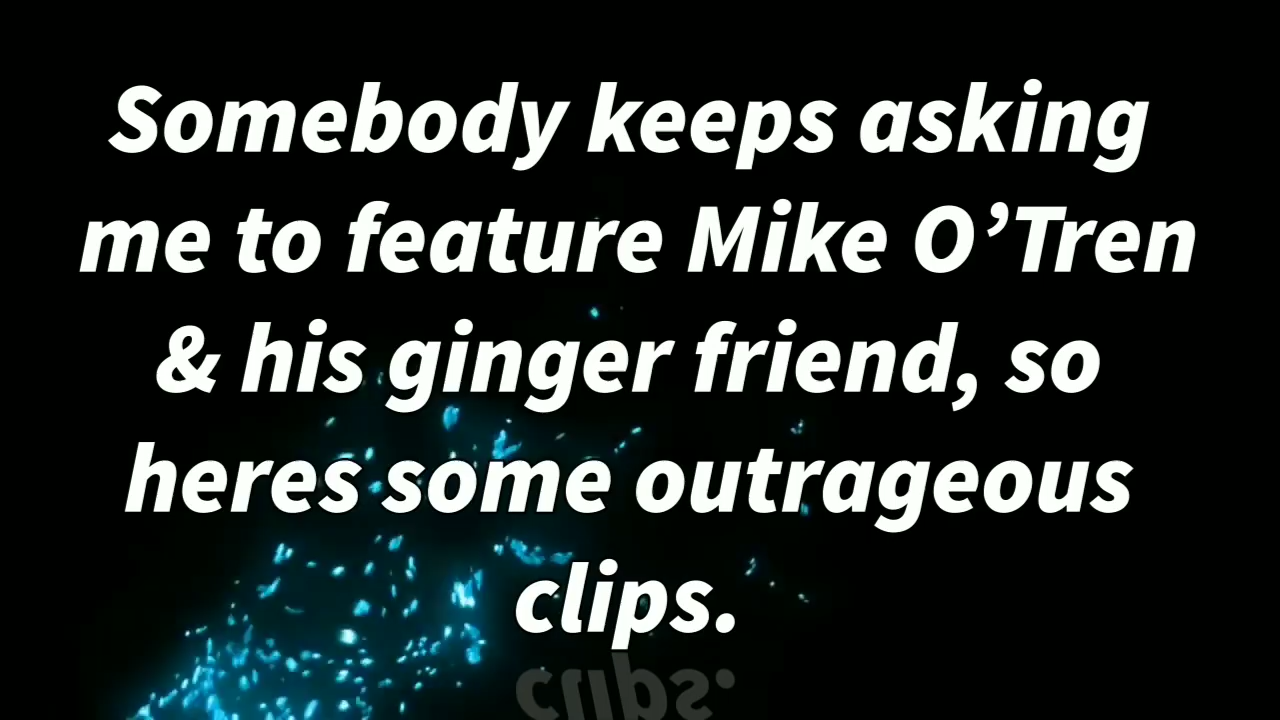 Somebody keeps asking
me to feature Mike O’Tren
& his ginger friend, so
heres some outrageous
clips.